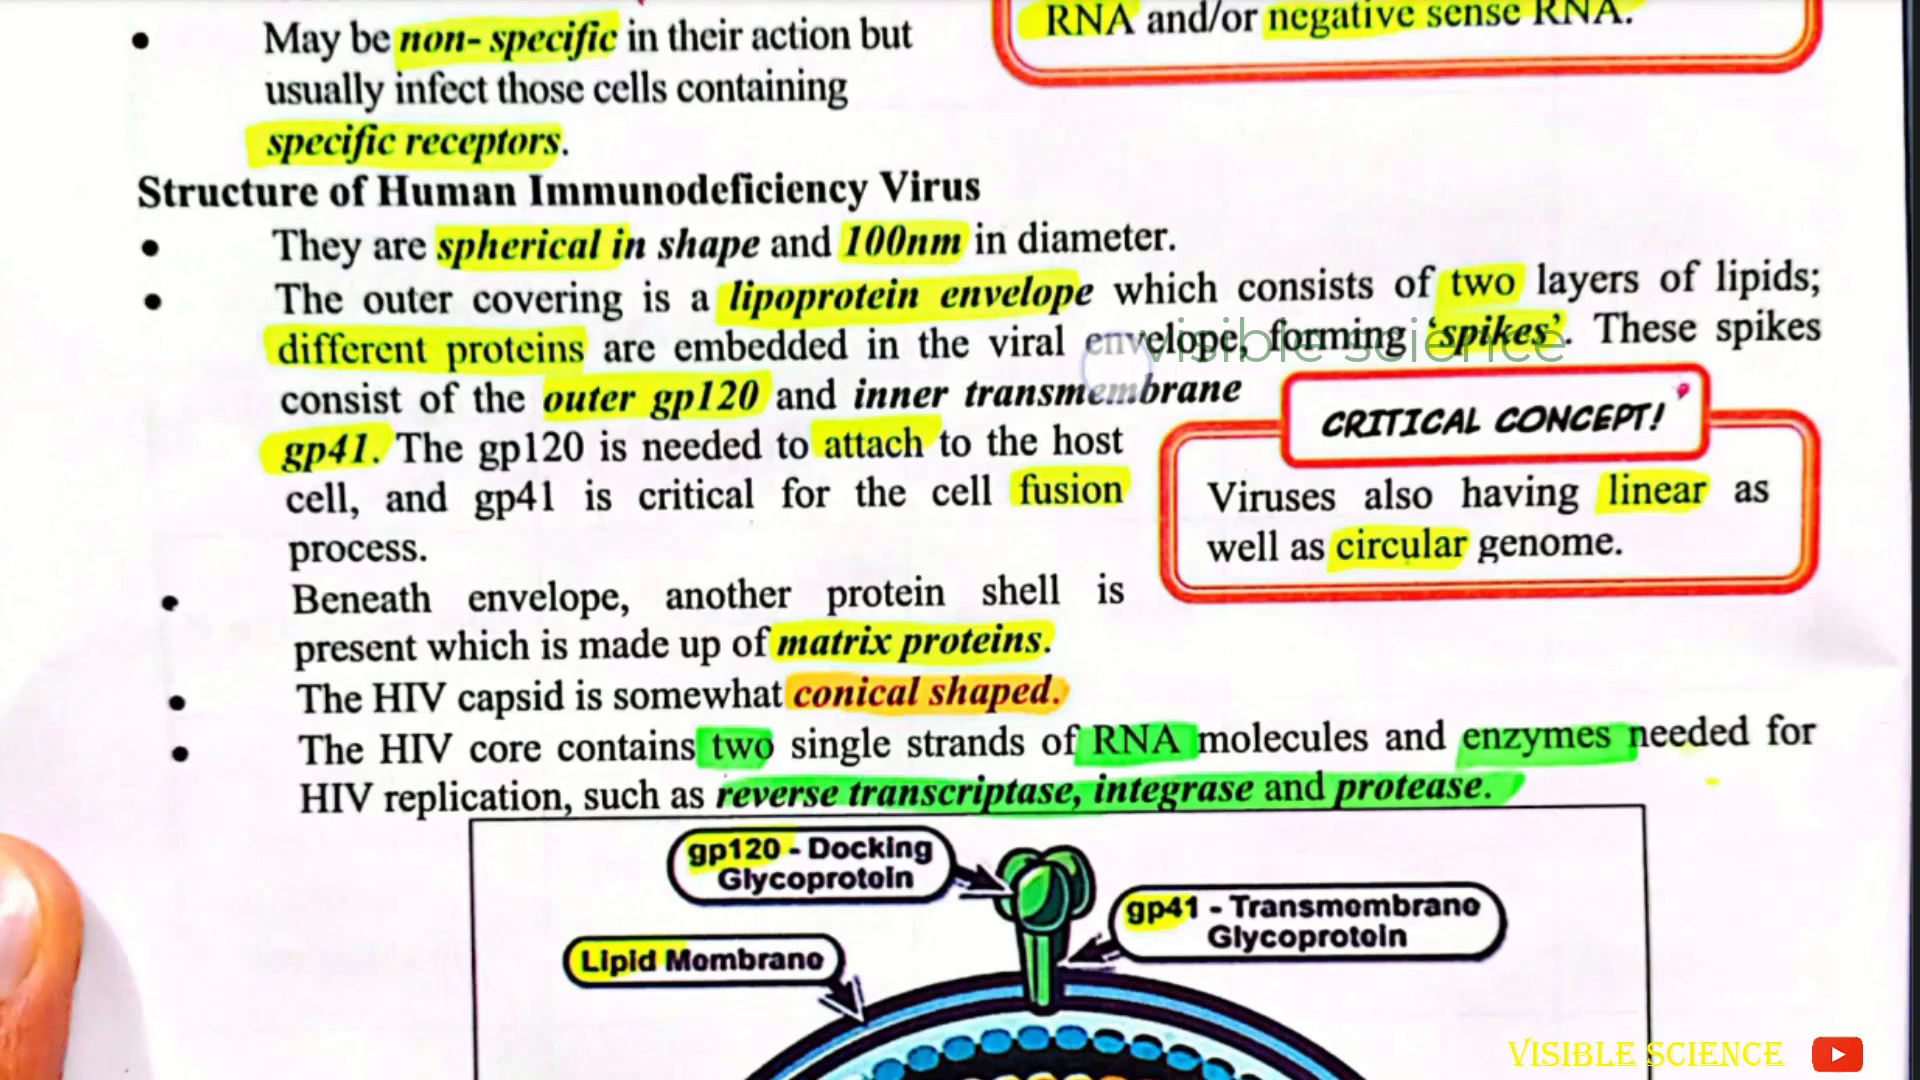 RNA and/or negative sense RNA.
• May be non- specific in their action but
usually infect those cells containing
specific receptors.
Structure of Human Immunodeficiency Virus
• They are spherical in shape and 100nm in diameter.
• The outer covering is a lipoprotein envelope which consists of two layers of lipids;
different proteins are embedded in the viral envelope, forming ‘spikes’. These spikes
visible science
consist of the outer gp120 and inner transmembrane
gp41. The gp120 is needed to attach to the host
cell, and gp41 is critical for the cell fusion
process.
CRITICAL CONCEPT!
Viruses also having linear as
well as circular genome.
• Beneath envelope, another protein shell is
present which is made up of matrix proteins.
• The HIV capsid is somewhat conical shaped.
• The HIV core contains two single strands of RNA molecules and enzymes needed for
HIV replication, such as reverse transcriptase, integrase and protease.
gp120 - Docking
Glycoprotein
gp41 - Transmembrane
Glycoprotein
Lipid Membrane
VISIBLE SCIENCE